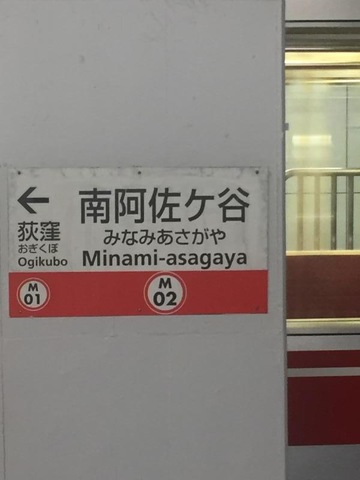 ←
南阿佐ケ谷
みなみあさがや
Minami-asagaya
M
02
荻窪
おぎくぼ
Ogikubo
M
01